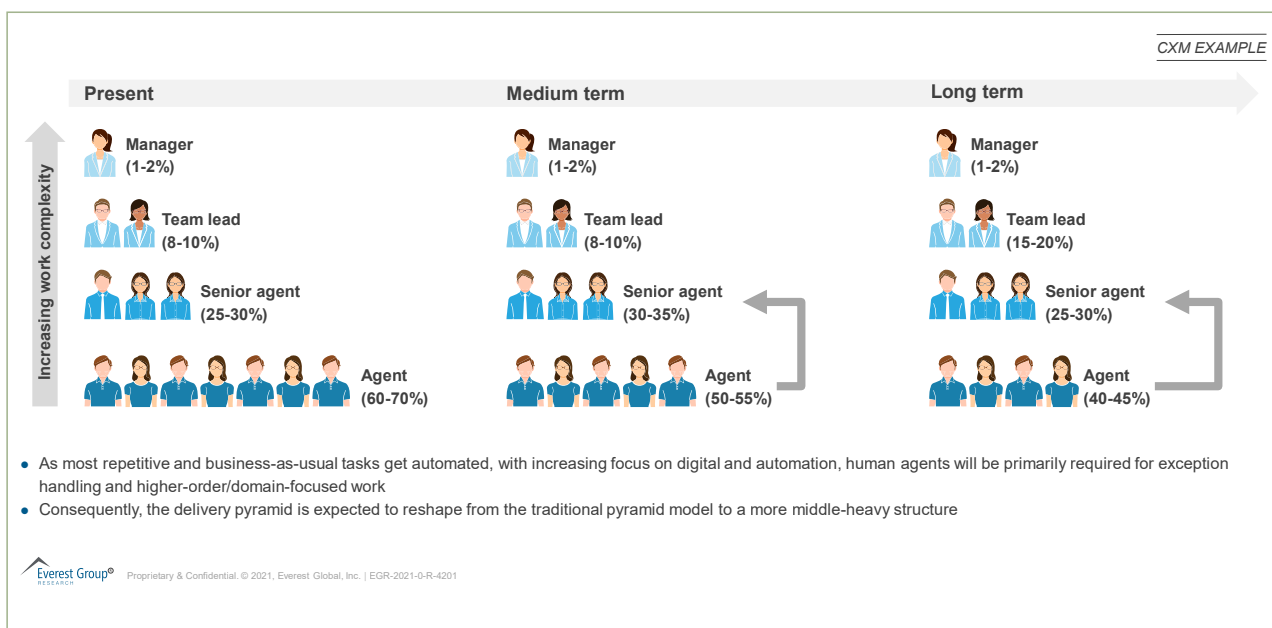 CXM EXAMPLE
Present
Medium term
Long term
Increasing work complexity
Manager
(1-2%)
Team lead
(8-10%)
Senior agent
(25-30%)
Agent
(60-70%)
Manager
(1-2%)
Team lead
(8-10%)
Senior agent
(30-35%)
Agent
(50-55%)
Manager
(1-2%)
Team lead
(15-20%)
Senior agent
(25-30%)
Agent
(40-45%)
• As most repetitive and business-as-usual tasks get automated, with increasing focus on digital and automation, human agents will be primarily required for exception
handling and higher-order/domain-focused work
• Consequently, the delivery pyramid is expected to reshape from the traditional pyramid model to a more middle-heavy structure
Everest Group®
RESEARCH
Proprietary & Confidential. © 2021, Everest Global, Inc. | EGR-2021-0-R-4201